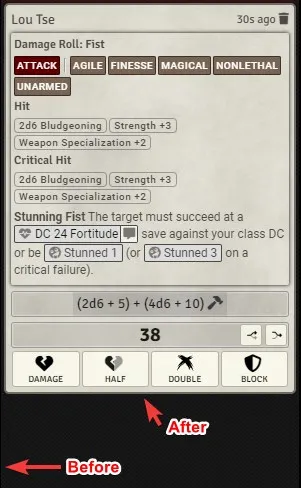 Lou Tse 30s ago
Damage Roll: Fist
ATTACK AGILE FINESSE MAGICAL NONLETHAL
UNARMED
Hit
2d6 Bludgeoning Strength +3
Weapon Specialization +2
Critical Hit
2d6 Bludgeoning Strength +3
Weapon Specialization +2
Stunning Fist The target must succeed at a
DC 24 Fortitude save against your class DC
or be Stunned 1 (or Stunned 3 on a
critical failure).
(2d6 + 5) + (4d6 + 10)
38
DAMAGE HALF DOUBLE BLOCK
After
Before